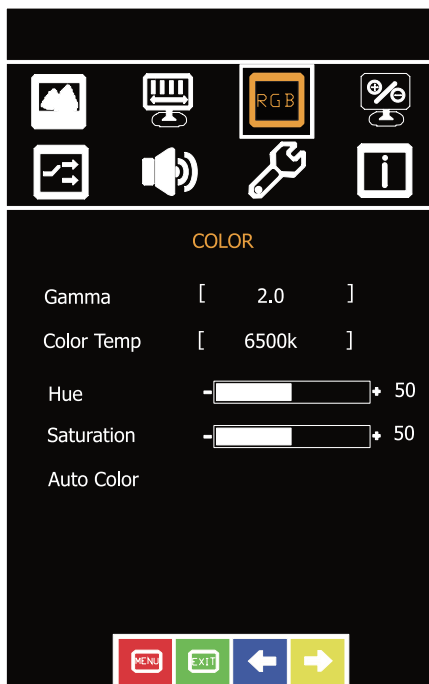 RGB
i
COLOR
Gamma [ 2.0 ]
Color Temp [ 6500k ]
Hue - + 50
Saturation - + 50
Auto Color
MENU EXIT